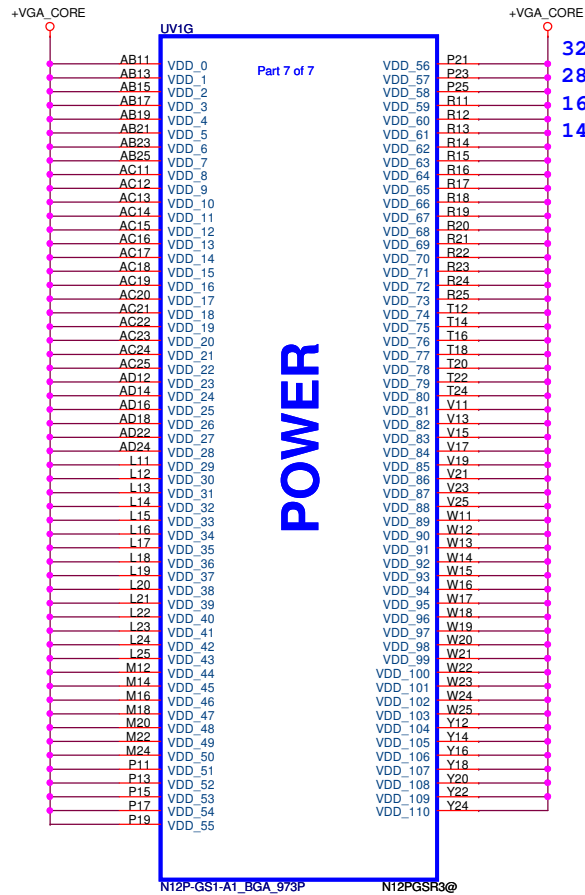 +VGA_CORE +VGA_CORE
UV1G
Part 7 of 7
AB11 VDD_0 VDD_56 P21 32
AB13 VDD_1 VDD_57 P23 28
AB15 VDD_2 VDD_58 P25
AB17 VDD_3 VDD_59 R11 16
AB19 VDD_4 VDD_60 R12
AB21 VDD_5 VDD_61 R13 14
AB23 VDD_6 VDD_62 R14
AB25 VDD_7 VDD_63 R15
AC11 VDD_8 VDD_64 R16
AC12 VDD_9 VDD_65 R17
AC13 VDD_10 VDD_66 R18
AC14 VDD_11 VDD_67 R19
AC15 VDD_12 VDD_68 R20
AC16 VDD_13 VDD_69 R21
AC17 VDD_14 VDD_70 R22
AC18 VDD_15 VDD_71 R23
AC19 VDD_16 VDD_72 R24
AC20 VDD_17 VDD_73 R25
AC21 VDD_18 VDD_74 T12
AC22 VDD_19 VDD_75 T14
AC23 VDD_20 VDD_76 T16
AC24 VDD_21 VDD_77 T18
AC25 VDD_22 VDD_78 T20
AD12 VDD_23 VDD_79 T22
AD14 VDD_24 VDD_80 T24
AD16 VDD_25 VDD_81 V11
AD18 VDD_26 VDD_82 V13
AD22 VDD_27 VDD_83 V15
AD24 VDD_28 VDD_84 V17
L11 VDD_29 VDD_85 V19
L12 VDD_30 VDD_86 V21
L13 VDD_31 VDD_87 V23
L14 VDD_32 VDD_88 V25
L15 VDD_33 VDD_89 W11
L16 VDD_34 VDD_90 W12
L17 VDD_35 VDD_91 W13
L18 VDD_36 VDD_92 W14
L19 VDD_37 VDD_93 W15
L20 VDD_38 VDD_94 W16
L21 VDD_39 VDD_95 W17
L22 VDD_40 VDD_96 W18
L23 VDD_41 VDD_97 W19
L24 VDD_42 VDD_98 W20
L25 VDD_43 VDD_99 W21
M12 VDD_44 VDD_100 W22
M14 VDD_45 VDD_101 W23
M16 VDD_46 VDD_102 W24
M18 VDD_47 VDD_103 W25
M20 VDD_48 VDD_104 Y12
M22 VDD_49 VDD_105 Y14
M24 VDD_50 VDD_106 Y16
P11 VDD_51 VDD_107 Y18
P13 VDD_52 VDD_108 Y20
P15 VDD_53 VDD_109 Y22
P17 VDD_54 VDD_110 Y24
P19 VDD_55
POWER
N12P-GS1-A1_BGA_973P N12PGSR3@